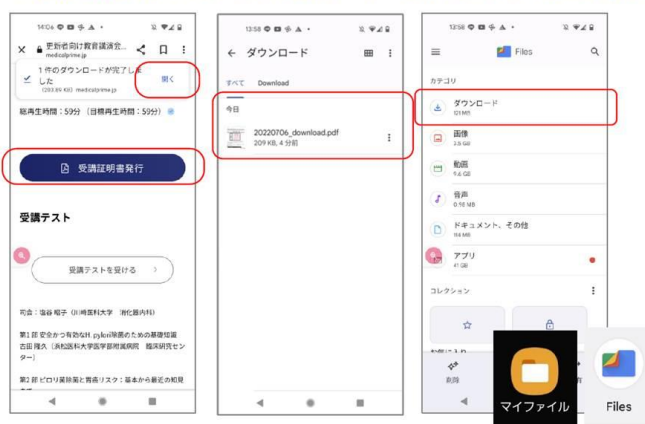 14:04
更新者向け教育講演会...
medicalprime.jp
1 件のダウンロードが完了しま
した
開く
(203.89 KB) medicalprime.jp
総再生時間：59分 （目標再生時間：59分）
受講証明書発行
受講テスト
受講テストを受ける
司会：塩谷 昭子（川崎医科大学 消化器内科）
第1部 安全かつ有効なH. pylori除菌のための基礎知識
古田 隆久（浜松医科大学医学部附属病院 臨床研究セン
ター）
第2部 ピロリ菌除菌と胃癌リスク：基本から最近の知見
13:58
ダウンロード
すべて Download
今日
20220706_download.pdf
209 KB, 4 分前
13:58
Files
カテゴリ
ダウンロード
121 MB
画像
動画
音声
0.98 MB
ドキュメント、その他
アプリ
41 GB
コレクション
削除
マイファイル
Files